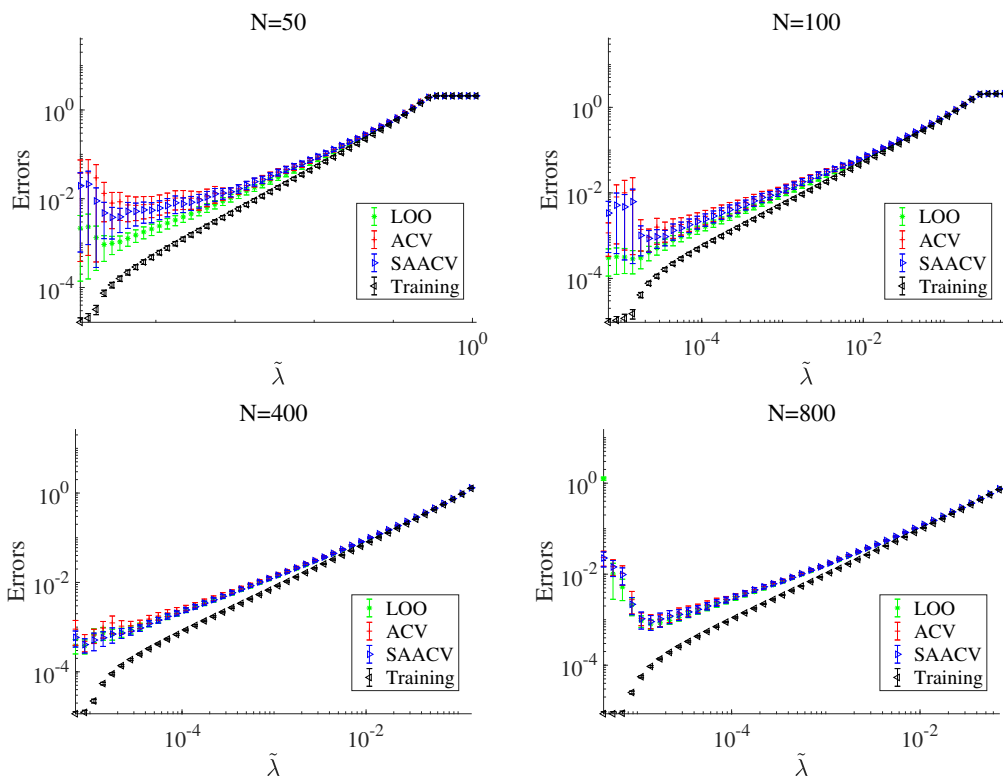 N=50
Errors
10^0
10^-2
10^-4
LOO
ACV
SAACV
Training
10^0
λ̃
N=100
Errors
10^0
10^-2
10^-4
LOO
ACV
SAACV
Training
10^-4
10^-2
λ̃
N=400
Errors
10^0
10^-2
10^-4
LOO
ACV
SAACV
Training
10^-4
10^-2
λ̃
N=800
Errors
10^0
10^-2
10^-4
LOO
ACV
SAACV
Training
10^-4
10^-2
λ̃